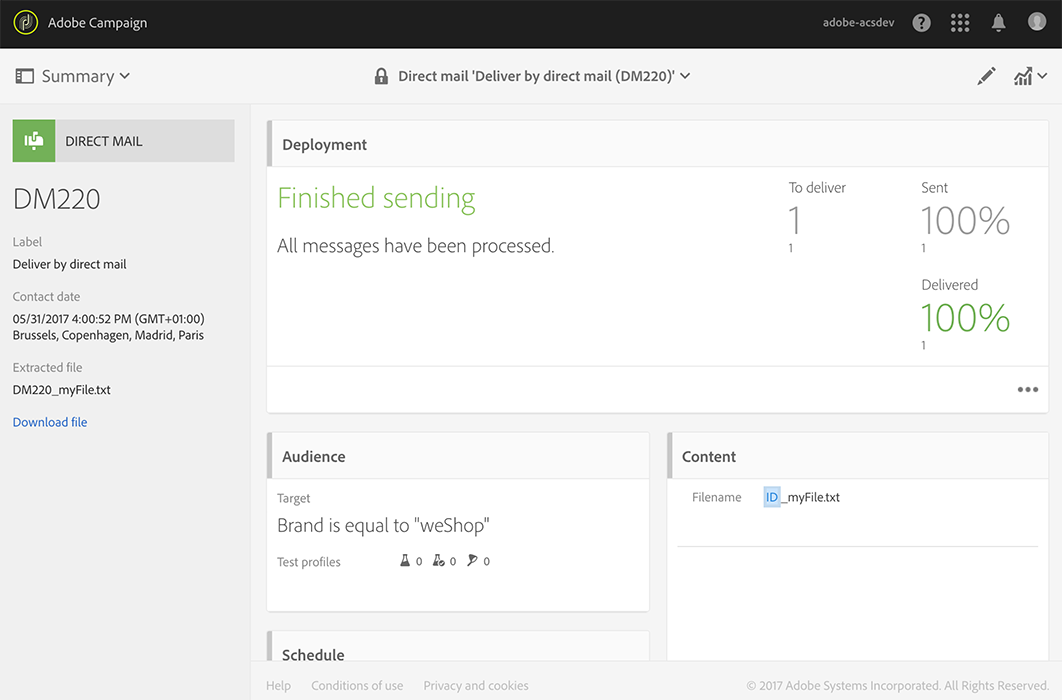 Adobe Campaign
adobe-acsdev
Summary
Direct mail 'Deliver by direct mail (DM220)'
DIRECT MAIL
DM220
Label
Deliver by direct mail
Contact date
05/31/2017 4:00:52 PM (GMT+01:00)
Brussels, Copenhagen, Madrid, Paris
Extracted file
DM220_myFile.txt
Download file
Deployment
Finished sending
All messages have been processed.
To deliver
1
1
Sent
100%
1
Delivered
100%
1
Audience
Target
Brand is equal to "weShop"
Test profiles 0 0 0
Content
Filename ID_myFile.txt
Schedule
Help Conditions of use Privacy and cookies
© 2017 Adobe Systems Incorporated. All Rights Reserved.